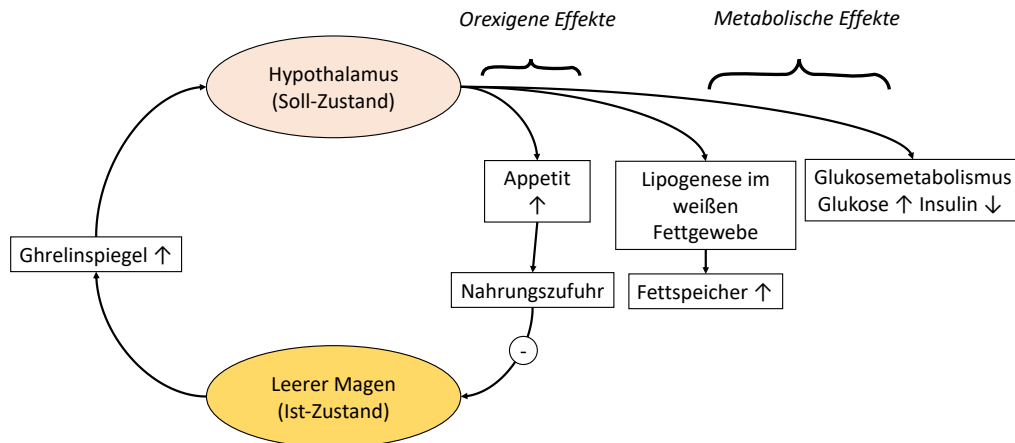 Orexigene Effekte
Metabolische Effekte
Hypothalamus
(Soll-Zustand)
Appetit
↑
Lipogenese im
weißen
Fettgewebe
Glukosemetabolismus
Glukose ↑ Insulin ↓
Ghrelinspiegel ↑
Nahrungszufuhr
Fettspeicher ↑
-
Leerer Magen
(Ist-Zustand)